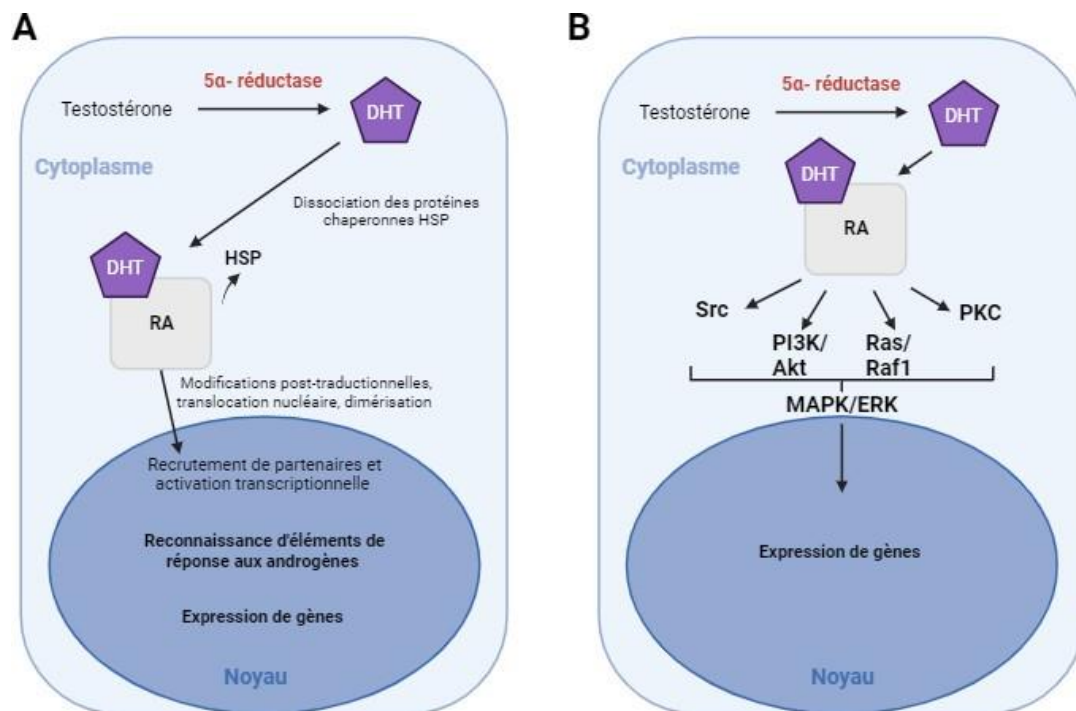 A
5α- réductase
Testostérone
DHT
Cytoplasme
Dissociation des protéines
chaperonnes HSP
HSP
DHT
RA
Modifications post-traductionnelles,
translocation nucléaire, dimérisation
Recrutement de partenaires et
activation transcriptionnelle
Reconnaissance d'éléments de
réponse aux androgènes
Expression de gènes
Noyau
B
5α- réductase
Testostérone
DHT
Cytoplasme
DHT
RA
Src
PKC
PI3K/
Akt
Ras/
Raf1
MAPK/ERK
Expression de gènes
Noyau